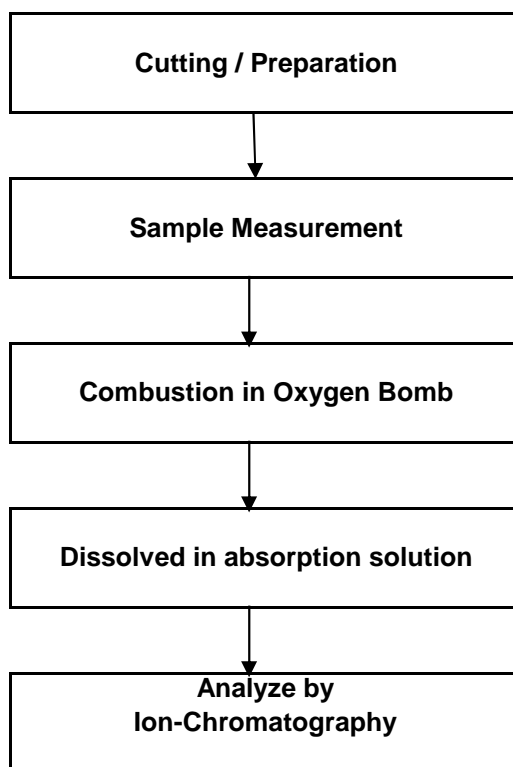 Cutting / Preparation
Sample Measurement
Combustion in Oxygen Bomb
Dissolved in absorption solution
Analyze by
Ion-Chromatography